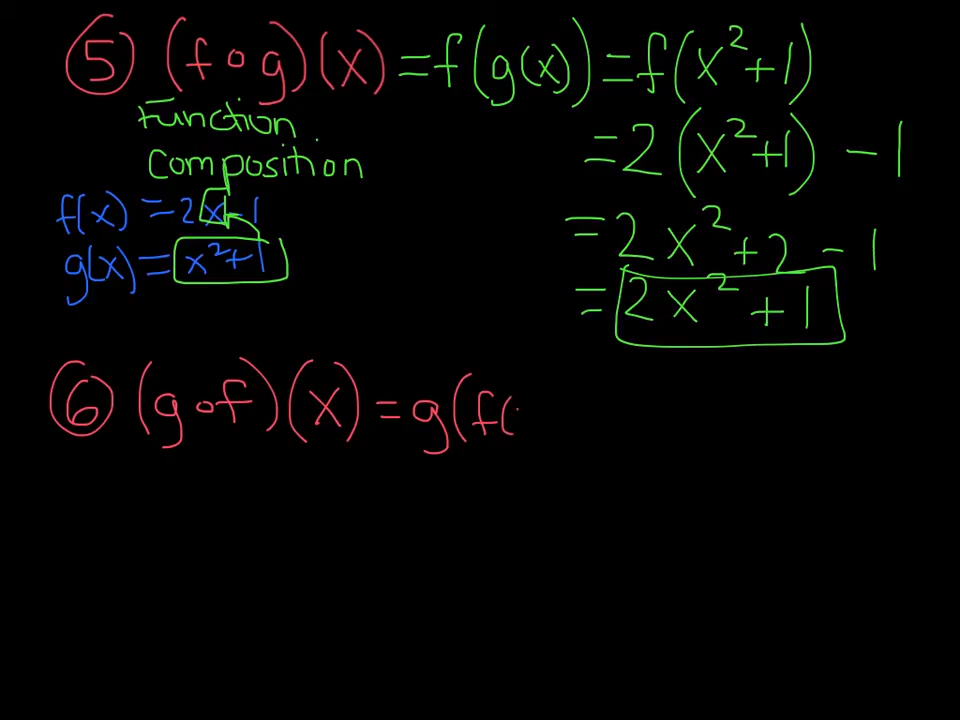 ⑤ (f∘g)(x) = f(g(x)) = f(x²+1)
Function
Composition
= 2(x²+1) - 1
f(x) = 2x-1
g(x) = x²+1
= 2x²+2-1
= 2x²+1
⑥ (g∘f)(x) = g(f(